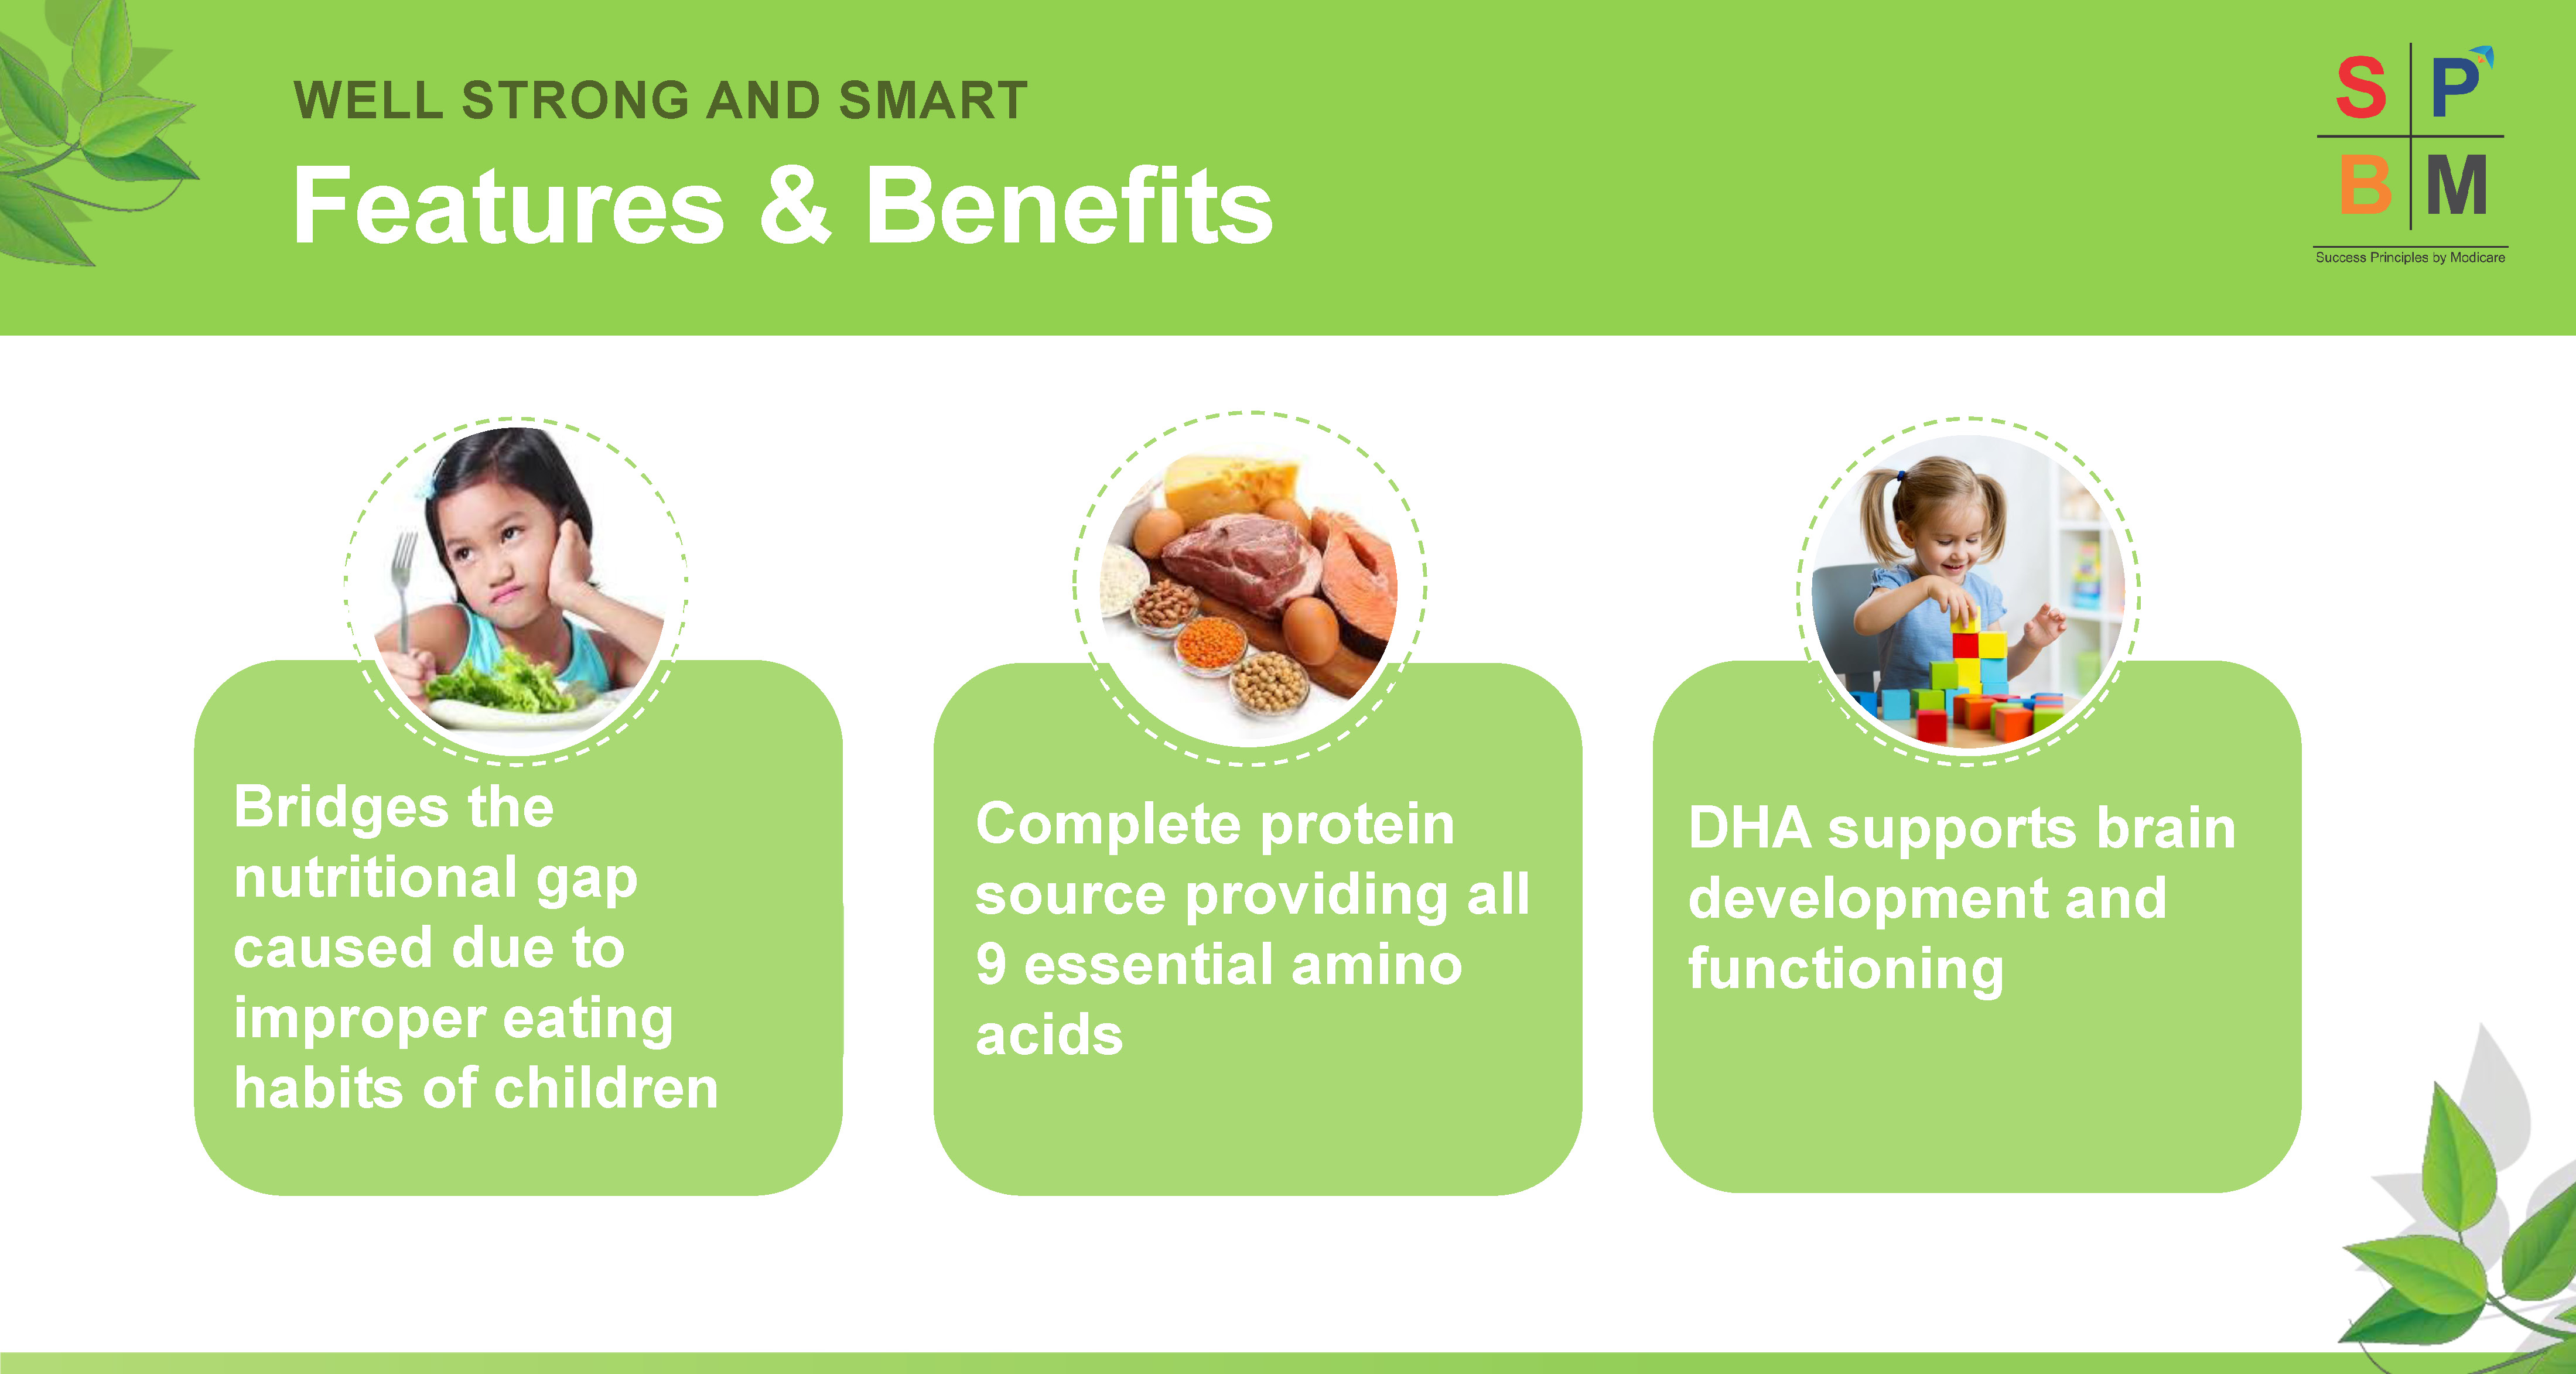 WELL STRONG AND SMART
Features & Benefits
S P
B M
Success Principles by Modicare
Bridges the
nutritional gap
caused due to
improper eating
habits of children
Complete protein
source providing all
9 essential amino
acids
DHA supports brain
development and
functioning